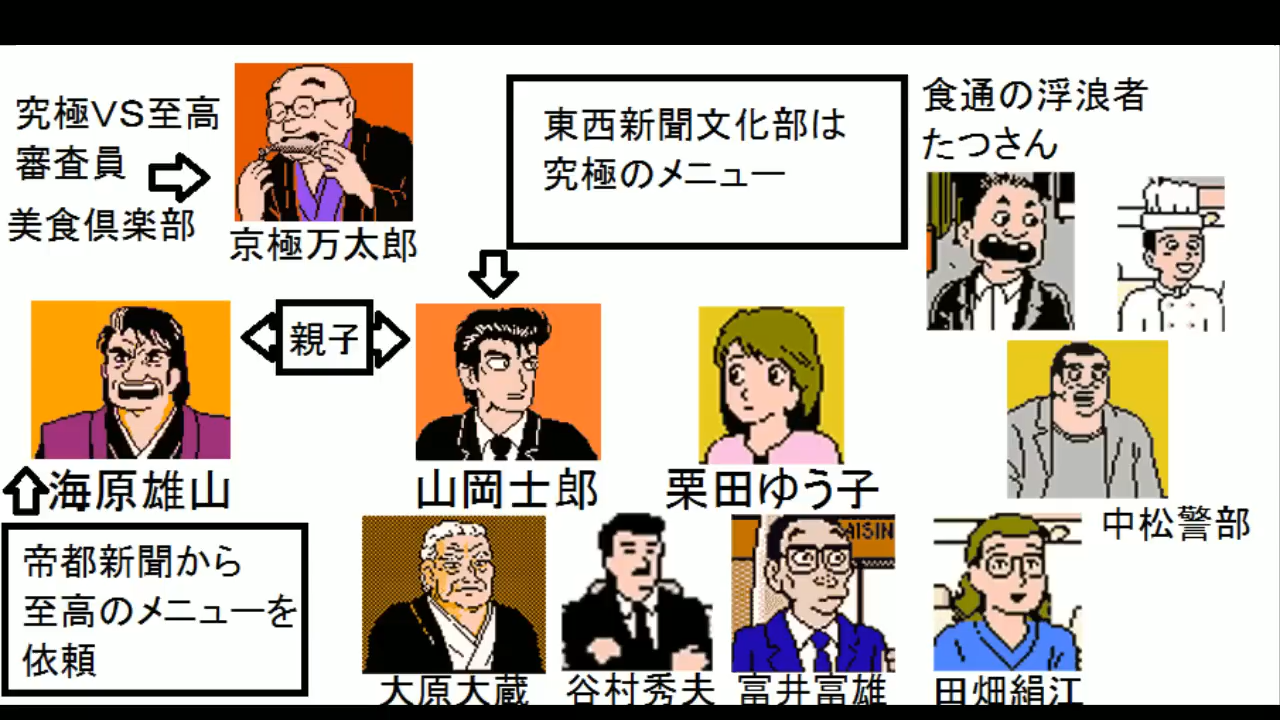 究極VS至高
審査員
美食倶楽部
京極万太郎
東西新聞文化部は
究極のメニュー
食通の浮浪者
たつさん
親子
海原雄山
山岡士郎
栗田ゆう子
中松警部
帝都新聞から
至高のメニューを
依頼
大原大蔵
谷村秀夫
富井富雄
田畑絹江